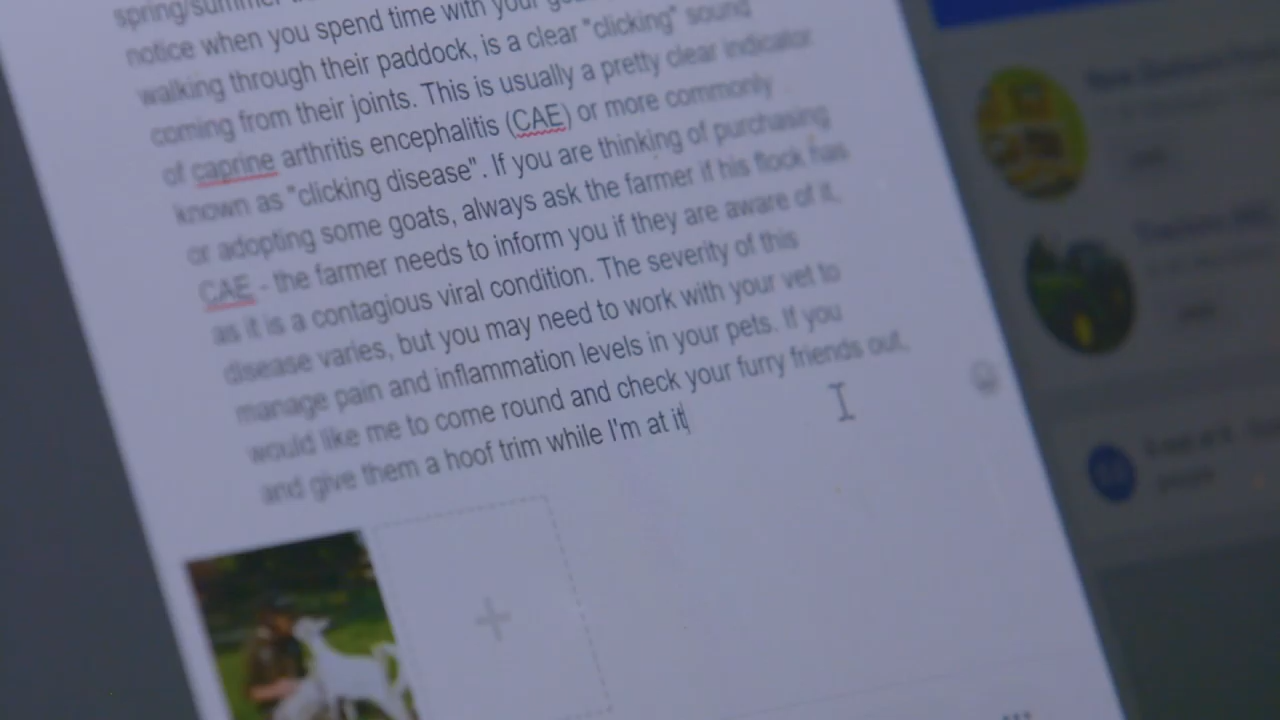 spring/summer
notice when you spend time with your
walking through their paddock, is a clear "clicking" sound
coming from their joints. This is usually a pretty clear indicator
of caprine arthritis encephalitis (CAE) or more commonly
known as "clicking disease". If you are thinking of purchasing
or adopting some goats, always ask the farmer if his flock has
CAE - the farmer needs to inform you if they are aware of it,
as it is a contagious viral condition. The severity of this
disease varies, but you may need to work with your vet to
manage pain and inflammation levels in your pets. If you
would like me to come round and check your furry friends out,
and give them a hoof trim while I'm at it